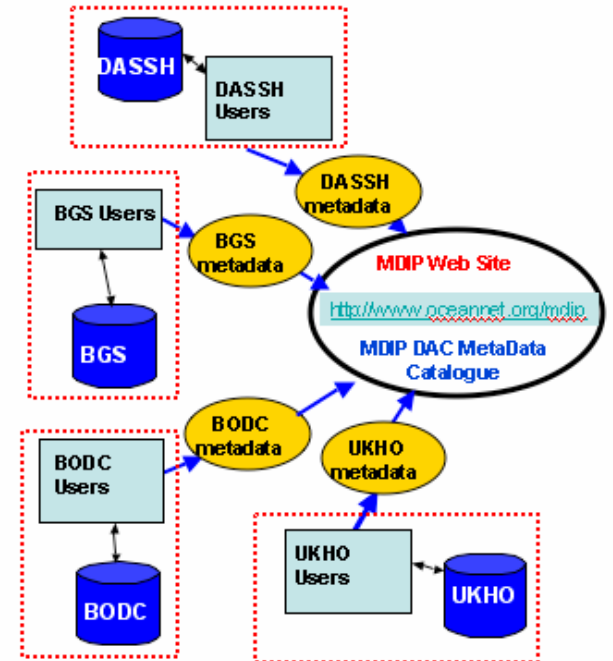 DASSH
DASSH
Users
DASSH
metadata
BGS Users
BGS
metadata
BGS
MDIP Web Site
http://www.oceannet.org/mdip
MDIP DAC MetaData
Catalogue
BODC
metadata
UKHO
metadata
BODC
Users
BODC
UKHO
Users
UKHO